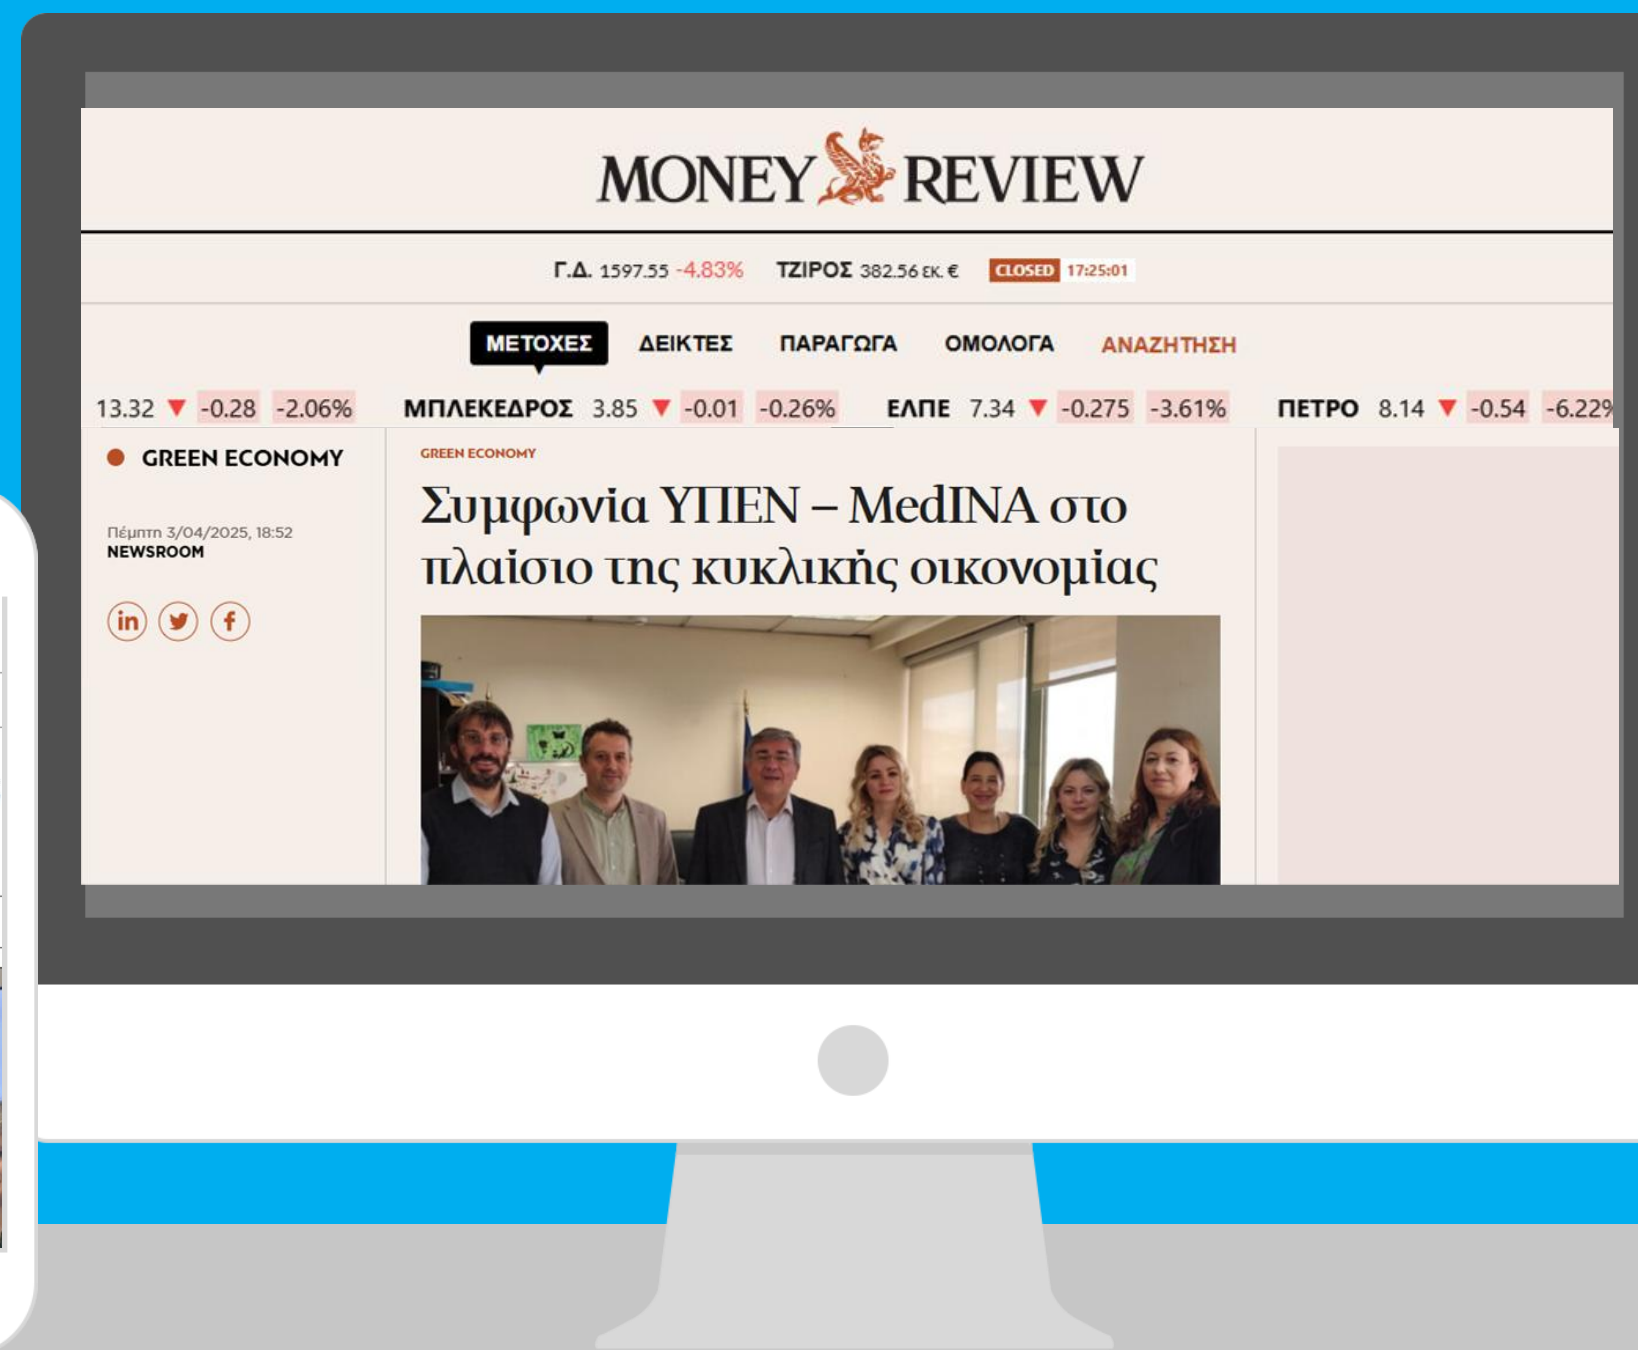 MONEY REVIEW
Γ.Δ. 1597.55 -4.83% ΤΖΙΡΟΣ 382.56 εκ. € CLOSED 17:25:01
ΜΕΤΟΧΕΣ ΔΕΙΚΤΕΣ ΠΑΡΑΓΩΓΑ ΟΜΟΛΟΓΑ ΑΝΑΖΗΤΗΣΗ
13.32 ▼ -0.28 -2.06% ΜΠΛΕΚΕΔΡΟΣ 3.85 ▼ -0.01 -0.26% ΕΛΠΕ 7.34 ▼ -0.275 -3.61% ΠΕΤΡΟ 8.14 ▼ -0.54 -6.22%
GREEN ECONOMY
Πέμπτη 3/04/2025, 18:52
NEWSROOM
GREEN ECONOMY
Συμφωνία ΥΠΕΝ – MedINA στο
πλαίσιο της κυκλικής οικονομίας